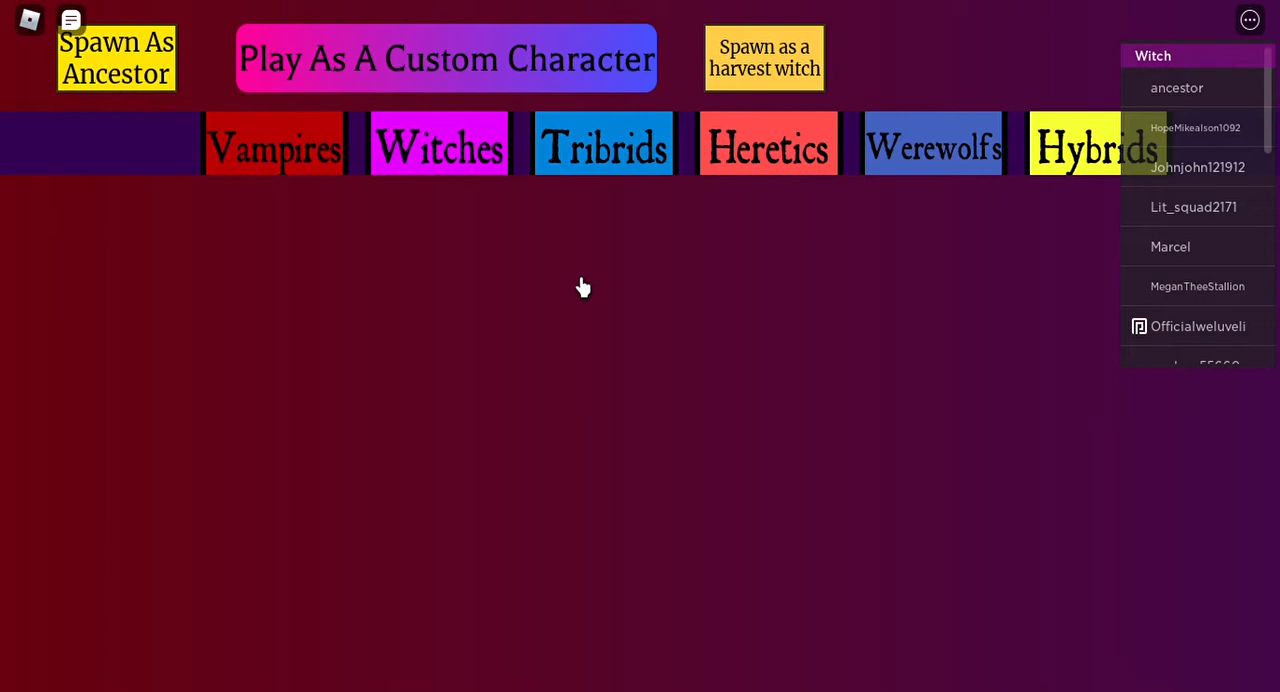 Spawn As
Ancestor
Play As A Custom Character
Spawn as a
harvest witch
Vampires
Witches
Tribrids
Heretics
Werewolfs
Hybrids
Witch
ancestor
HopeMikealson1092
Johnjohn121912
Lit_squad2171
Marcel
MeganTheeStallion
Officialweluveli